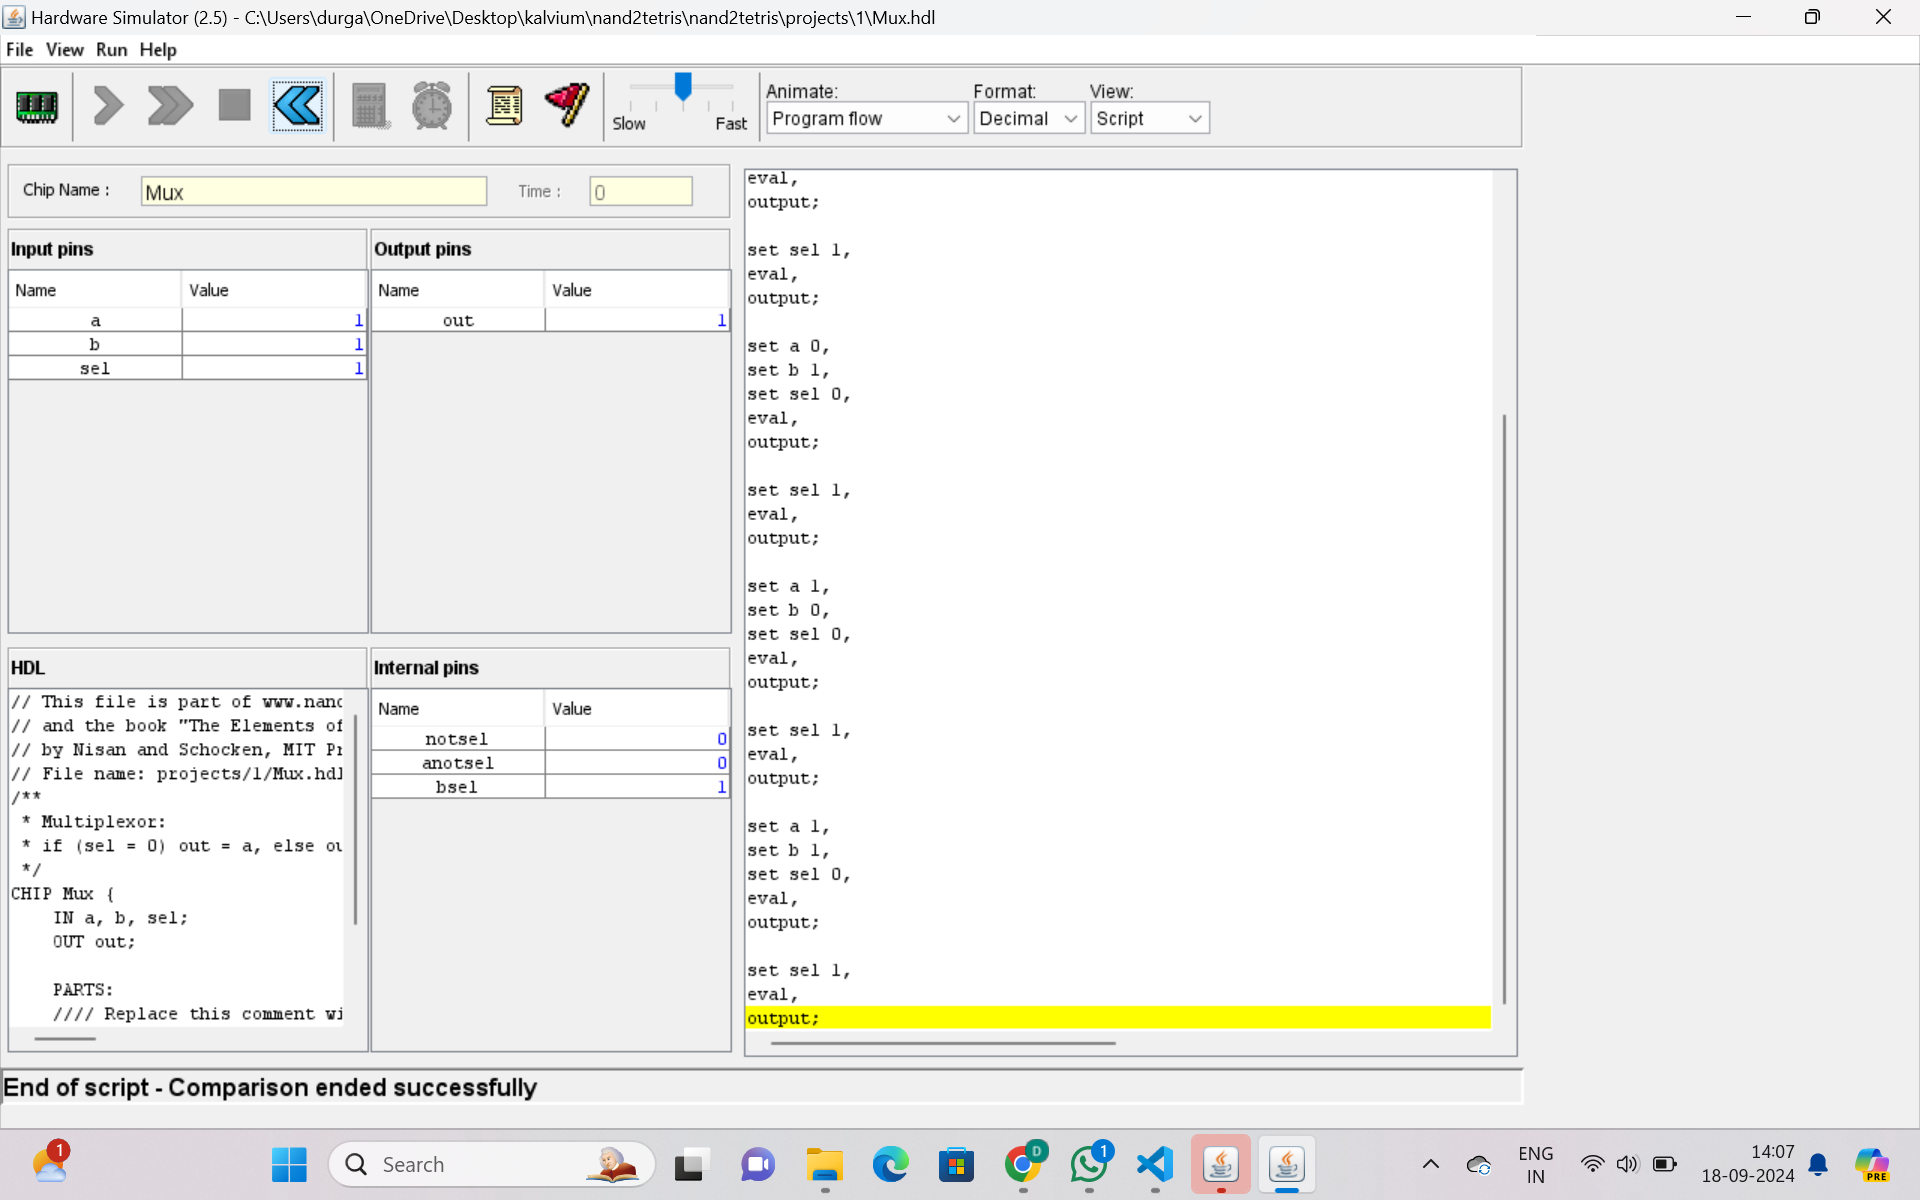 Hardware Simulator (2.5) - C:\Users\durga\OneDrive\Desktop\kalvium\nand2tetris\nand2tetris\projects\1\Mux.hdl
File View Run Help
Slow Fast
Animate: Format: View:
Program flow Decimal Script
Chip Name : Mux Time : 0
Input pins
Name Value
a 1
b 1
sel 1
Output pins
Name Value
out 1
HDL
// This file is part of www.nanc
// and the book "The Elements of
// by Nisan and Schocken, MIT Pr
// File name: projects/1/Mux.hdl
/**
* Multiplexor:
* if (sel = 0) out = a, else ou
*/
CHIP Mux {
IN a, b, sel;
OUT out;
PARTS:
//// Replace this comment wi
Internal pins
Name Value
notsel 0
anotsel 0
bsel 1
eval,
output;
set sel 1,
eval,
output;
set a 0,
set b 1,
set sel 0,
eval,
output;
set sel 1,
eval,
output;
set a 1,
set b 0,
set sel 0,
eval,
output;
set sel 1,
eval,
output;
set a 1,
set b 1,
set sel 0,
eval,
output;
set sel 1,
eval,
output;
End of script - Comparison ended successfully
1
Search
D
1
ENG
IN
14:07
18-09-2024
PRE